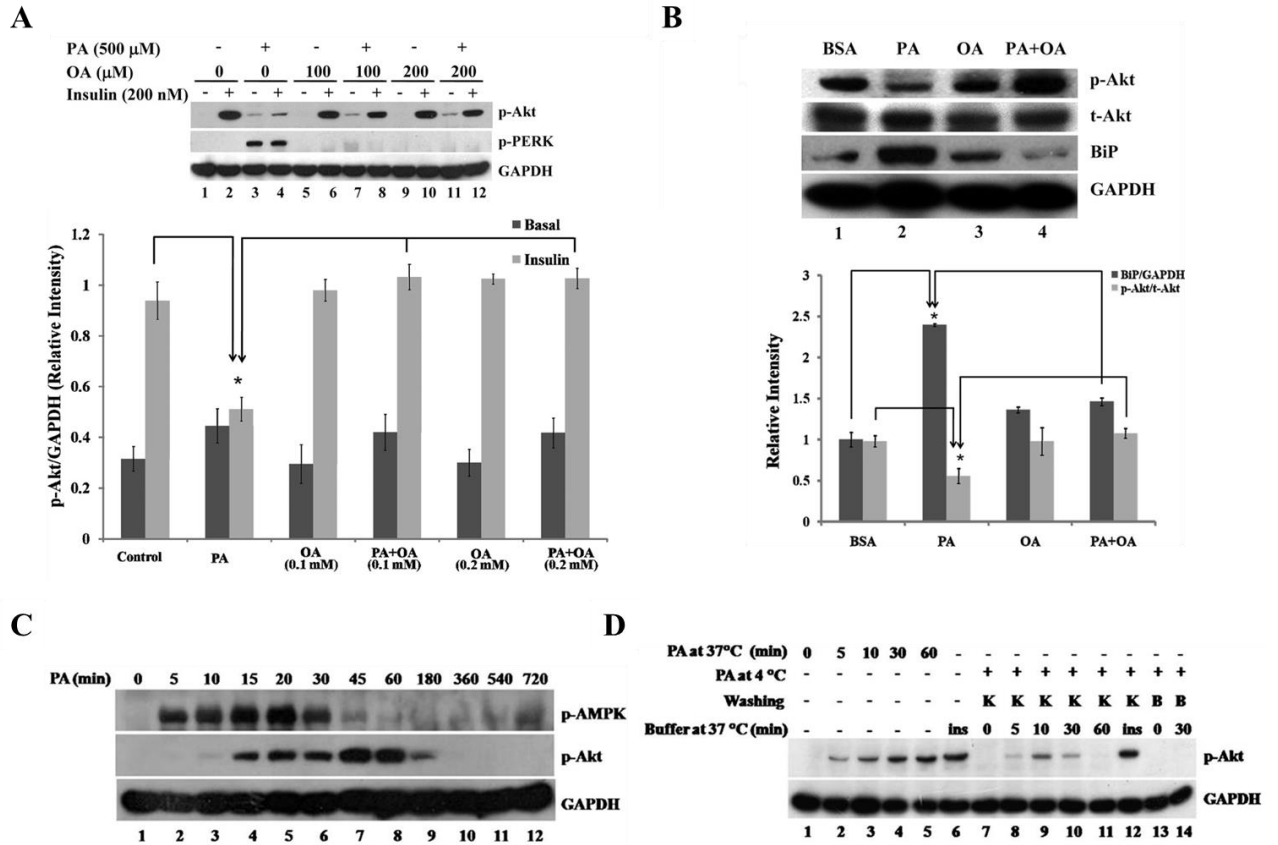 A
PA (500 µM) - + - + - +
OA (µM) 0 0 100 100 200 200
Insulin (200 nM) - + - + - + - + - + - +
p-Akt
p-PERK
GAPDH
1 2 3 4 5 6 7 8 9 10 11 12
p-Akt/GAPDH (Relative Intensity)
1.2
1
0.8
0.6
0.4
0.2
0
Basal
Insulin
*
Control PA OA PA+OA OA PA+OA
(0.1 mM) (0.1 mM) (0.2 mM) (0.2 mM)
B
BSA PA OA PA+OA
p-Akt
t-Akt
BiP
GAPDH
1 2 3 4
Relative Intensity
3
2.5
2
1.5
1
0.5
0
BiP/GAPDH
p-Akt/t-Akt
*
*
BSA PA OA PA+OA
C
PA (min) 0 5 10 15 20 30 45 60 180 360 540 720
p-AMPK
p-Akt
GAPDH
1 2 3 4 5 6 7 8 9 10 11 12
D
PA at 37°C (min) 0 5 10 30 60 - - - - - - - - -
PA at 4 °C - - - - - - + + + + + + + +
Washing - - - - - - K K K K K K B B
Buffer at 37 °C (min) - - - - - ins 0 5 10 30 60 ins 0 30
p-Akt
GAPDH
1 2 3 4 5 6 7 8 9 10 11 12 13 14